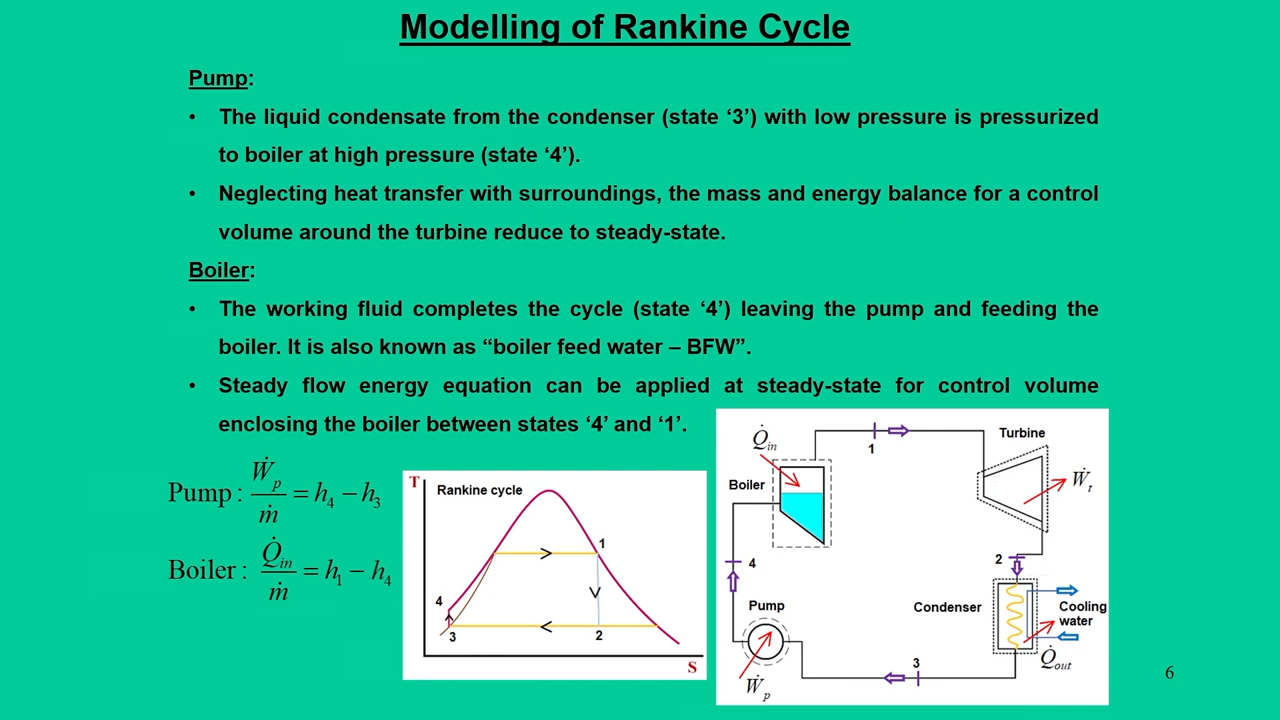 Modelling of Rankine Cycle
Pump:
• The liquid condensate from the condenser (state ‘3’) with low pressure is pressurized
to boiler at high pressure (state ‘4’).
• Neglecting heat transfer with surroundings, the mass and energy balance for a control
volume around the turbine reduce to steady-state.
Boiler:
• The working fluid completes the cycle (state ‘4’) leaving the pump and feeding the
boiler. It is also known as “boiler feed water – BFW”.
• Steady flow energy equation can be applied at steady-state for control volume
enclosing the boiler between states ‘4’ and ‘1’.
Pump : Ẇp / ṁ = h4 − h3
Boiler : Q̇in / ṁ = h1 − h4
T
Rankine cycle
1
4
3
2
S
Q̇in
1
Turbine
Boiler
Ẇt
2
4
Pump
Condenser
Cooling
water
Q̇out
3
Ẇp
6